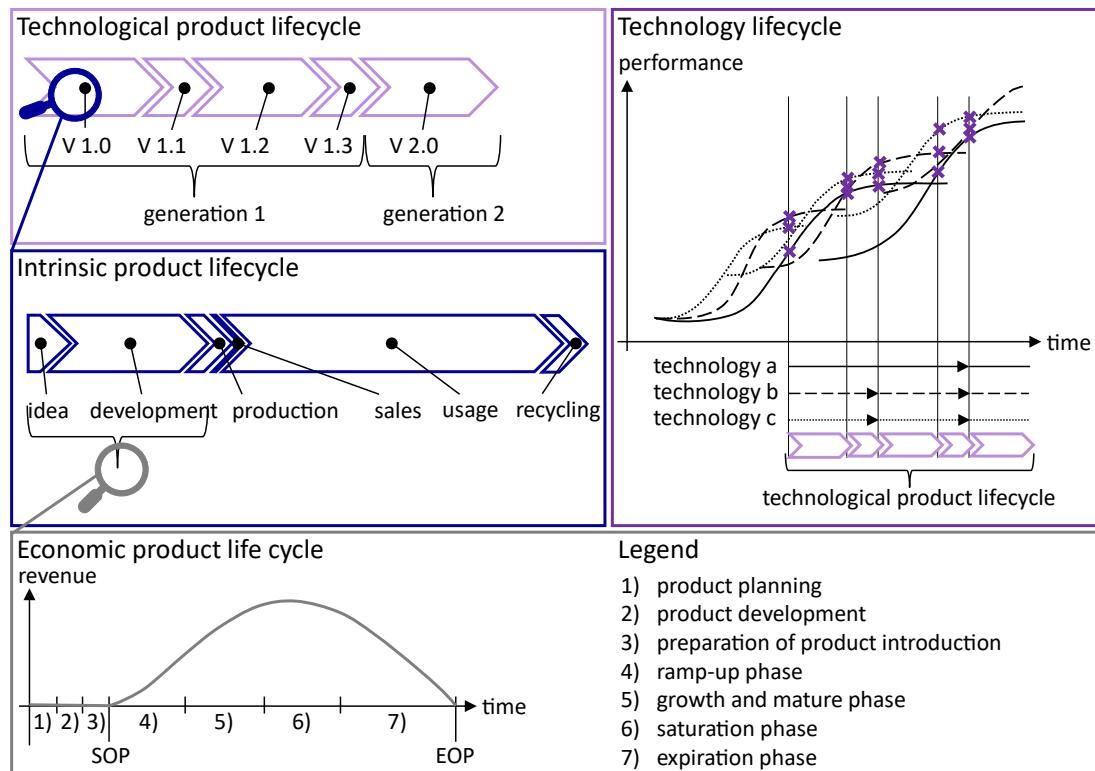 Technological product lifecycle
V 1.0 V 1.1 V 1.2 V 1.3 V 2.0
generation 1 generation 2
Intrinsic product lifecycle
idea development production sales usage recycling
Technology lifecycle
performance
time
technology a
technology b
technology c
technological product lifecycle
Economic product life cycle
revenue
time
1) 2) 3) 4) 5) 6) 7)
SOP EOP
Legend
1) product planning
2) product development
3) preparation of product introduction
4) ramp-up phase
5) growth and mature phase
6) saturation phase
7) expiration phase